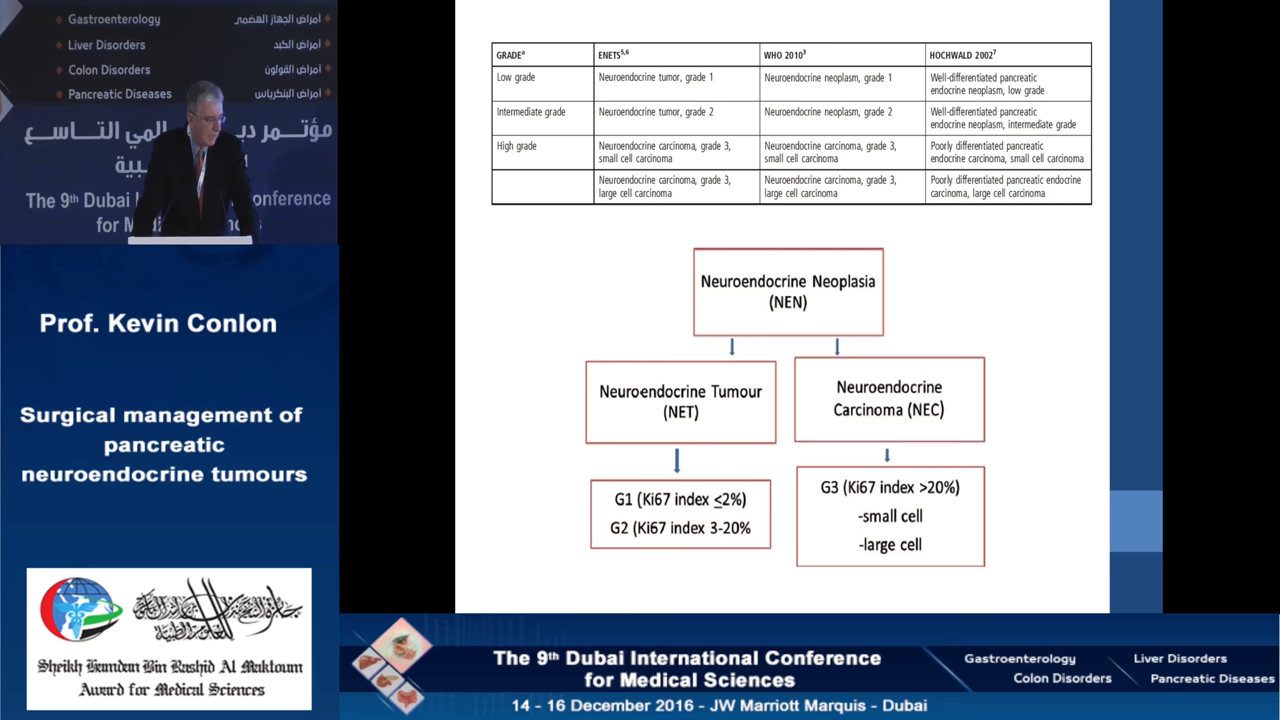 Gastroenterology
أمراض الجهاز الهضمي
Liver Disorders
أمراض الكبد
Colon Disorders
أمراض القولون
Pancreatic Diseases
أمراض البنكرياس
مؤتمر
المي التاسع
The 9th Dubai
onference
for Me
Prof. Kevin Conlon
Surgical management of
pancreatic
neuroendocrine tumours
Sheikh Hamdan Bin Rashid Al Maktoum
Award for Medical Sciences
GRADEa ENETS5,6 WHO 20103 HOCHWALD 20027
Low grade Neuroendocrine tumor, grade 1 Neuroendocrine neoplasm, grade 1 Well-differentiated pancreatic
endocrine neoplasm, low grade
Intermediate grade Neuroendocrine tumor, grade 2 Neuroendocrine neoplasm, grade 2 Well-differentiated pancreatic
endocrine neoplasm, intermediate grade
High grade Neuroendocrine carcinoma, grade 3, Neuroendocrine carcinoma, grade 3, Poorly differentiated pancreatic
small cell carcinoma small cell carcinoma endocrine carcinoma, small cell carcinoma
Neuroendocrine carcinoma, grade 3, Neuroendocrine carcinoma, grade 3, Poorly differentiated pancreatic endocrine
large cell carcinoma large cell carcinoma carcinoma, large cell carcinoma
Neuroendocrine Neoplasia
(NEN)
Neuroendocrine Tumour
(NET)
Neuroendocrine
Carcinoma (NEC)
G1 (Ki67 index ≤2%)
G2 (Ki67 index 3-20%
G3 (Ki67 index >20%)
-small cell
-large cell
The 9th Dubai International Conference
for Medical Sciences
14 - 16 December 2016 - JW Marriott Marquis - Dubai
Gastroenterology
Liver Disorders
Colon Disorders
Pancreatic Diseases